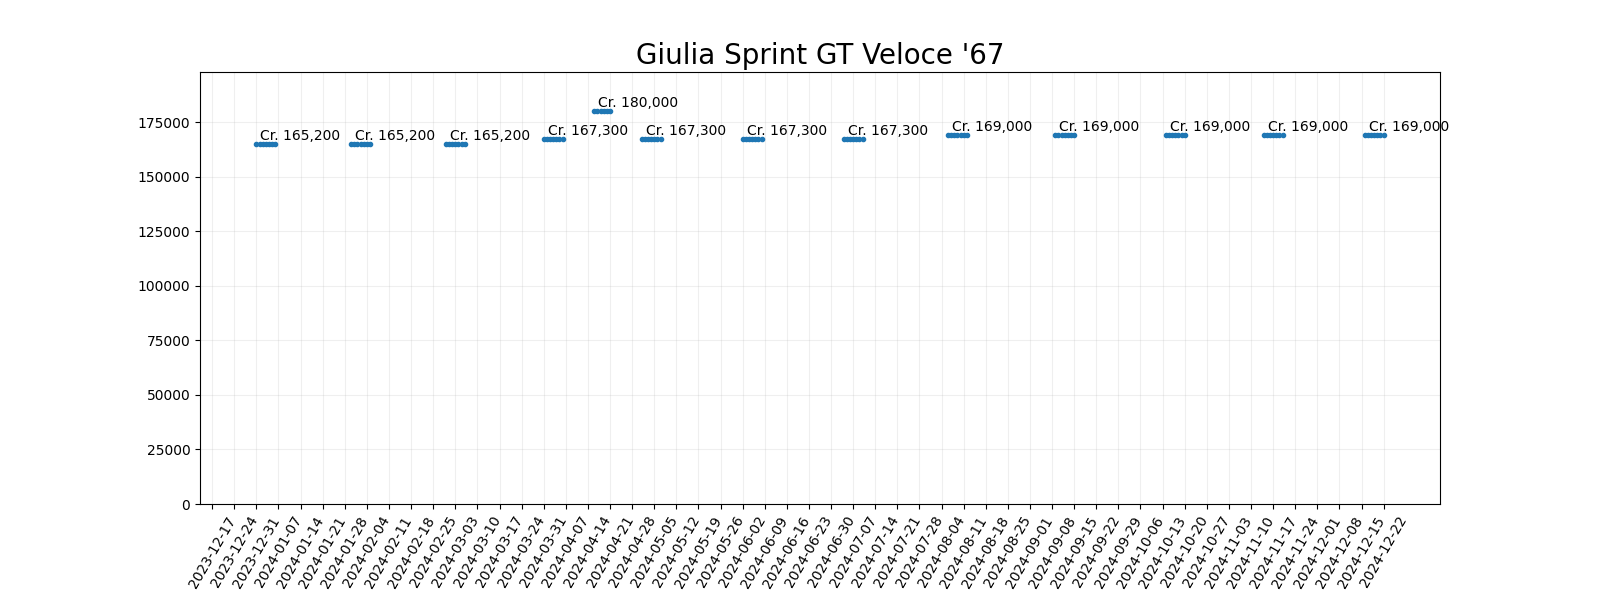 Giulia Sprint GT Veloce '67
Cr. 180,000
Cr. 165,200 Cr. 165,200 Cr. 165,200 Cr. 167,300 Cr. 167,300 Cr. 167,300 Cr. 167,300 Cr. 169,000 Cr. 169,000 Cr. 169,000 Cr. 169,000 Cr. 169,000
175000
150000
125000
100000
75000
50000
25000
0
2023-12-17 2023-12-24 2023-12-31 2024-01-07 2024-01-14 2024-01-21 2024-01-28 2024-02-04 2024-02-11 2024-02-18 2024-02-25 2024-03-03 2024-03-10 2024-03-17 2024-03-24 2024-03-31 2024-04-07 2024-04-14 2024-04-21 2024-04-28 2024-05-05 2024-05-12 2024-05-19 2024-05-26 2024-06-02 2024-06-09 2024-06-16 2024-06-23 2024-06-30 2024-07-07 2024-07-14 2024-07-21 2024-07-28 2024-08-04 2024-08-11 2024-08-18 2024-08-25 2024-09-01 2024-09-08 2024-09-15 2024-09-22 2024-09-29 2024-10-06 2024-10-13 2024-10-20 2024-10-27 2024-11-03 2024-11-10 2024-11-17 2024-11-24 2024-12-01 2024-12-08 2024-12-15 2024-12-22